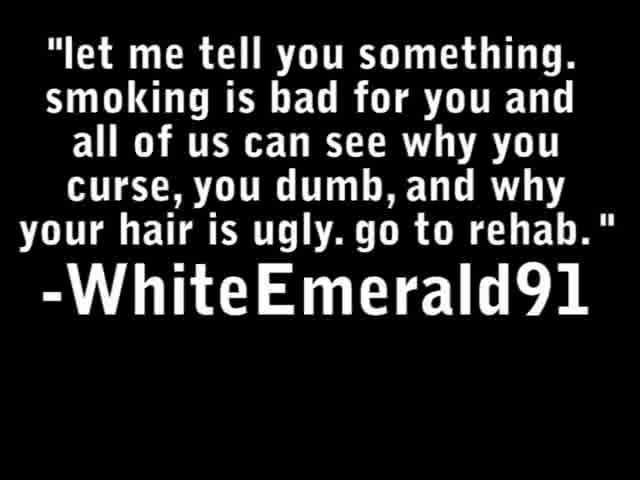 "let me tell you something.
smoking is bad for you and
all of us can see why you
curse, you dumb, and why
your hair is ugly. go to rehab. "
-WhiteEmerald91